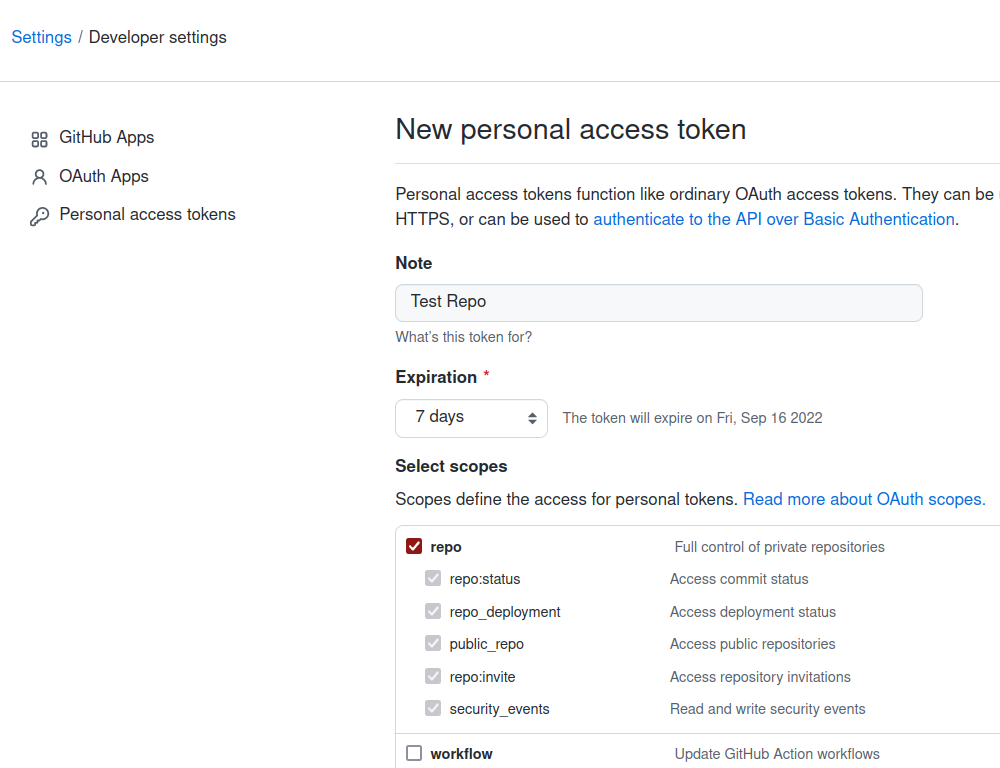 Settings / Developer settings
GitHub Apps
OAuth Apps
Personal access tokens
New personal access token
Personal access tokens function like ordinary OAuth access tokens. They can be
HTTPS, or can be used to authenticate to the API over Basic Authentication.
Note
Test Repo
What's this token for?
Expiration *
7 days The token will expire on Fri, Sep 16 2022
Select scopes
Scopes define the access for personal tokens. Read more about OAuth scopes.
repo Full control of private repositories
repo:status Access commit status
repo_deployment Access deployment status
public_repo Access public repositories
repo:invite Access repository invitations
security_events Read and write security events
workflow Update GitHub Action workflows